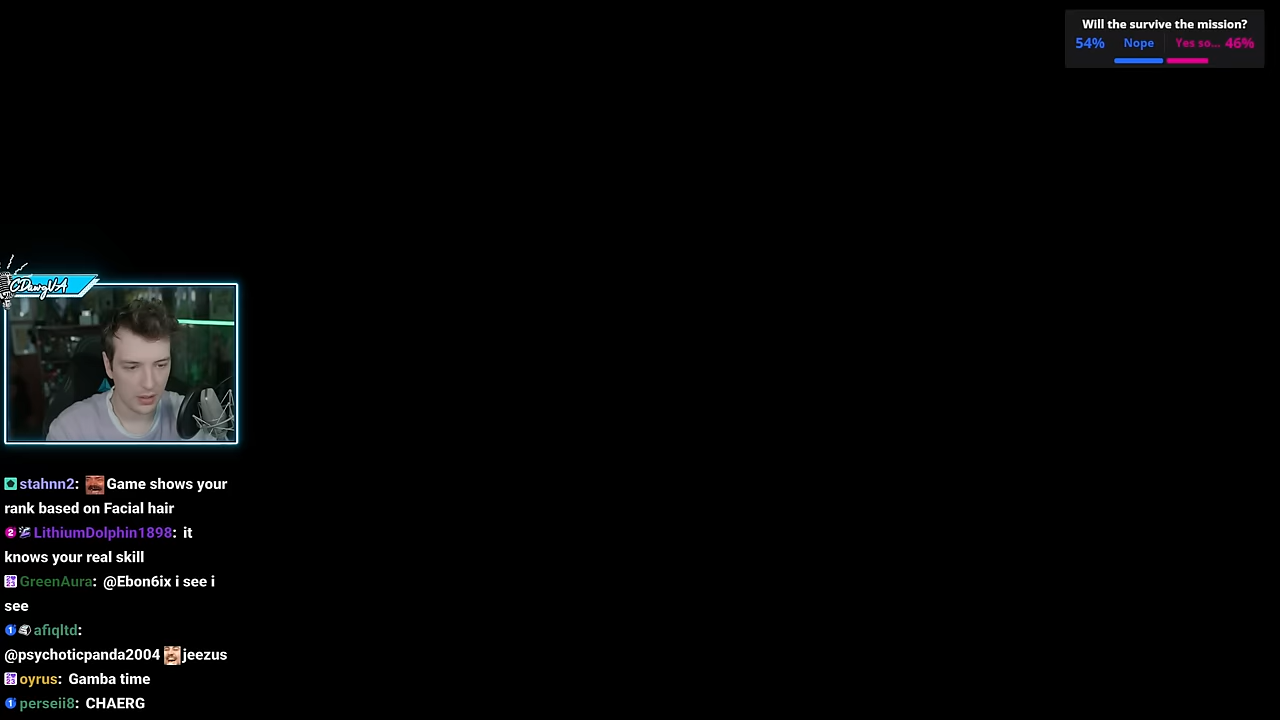 Will the survive the mission?
54% Nope Yes so... 46%
CDawgVA
stahnn2: Game shows your
rank based on Facial hair
LithiumDolphin1898: it
knows your real skill
GreenAura: @Ebon6ix i see i
see
afiqltd:
@psychoticpanda2004 jeezus
oyrus: Gamba time
perseii8: CHAERG